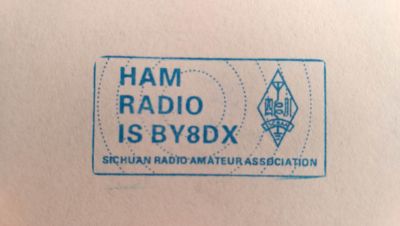 HAM
RADIO
IS BY8DX
SICHUAN RADIO AMATEUR ASSOCIATION